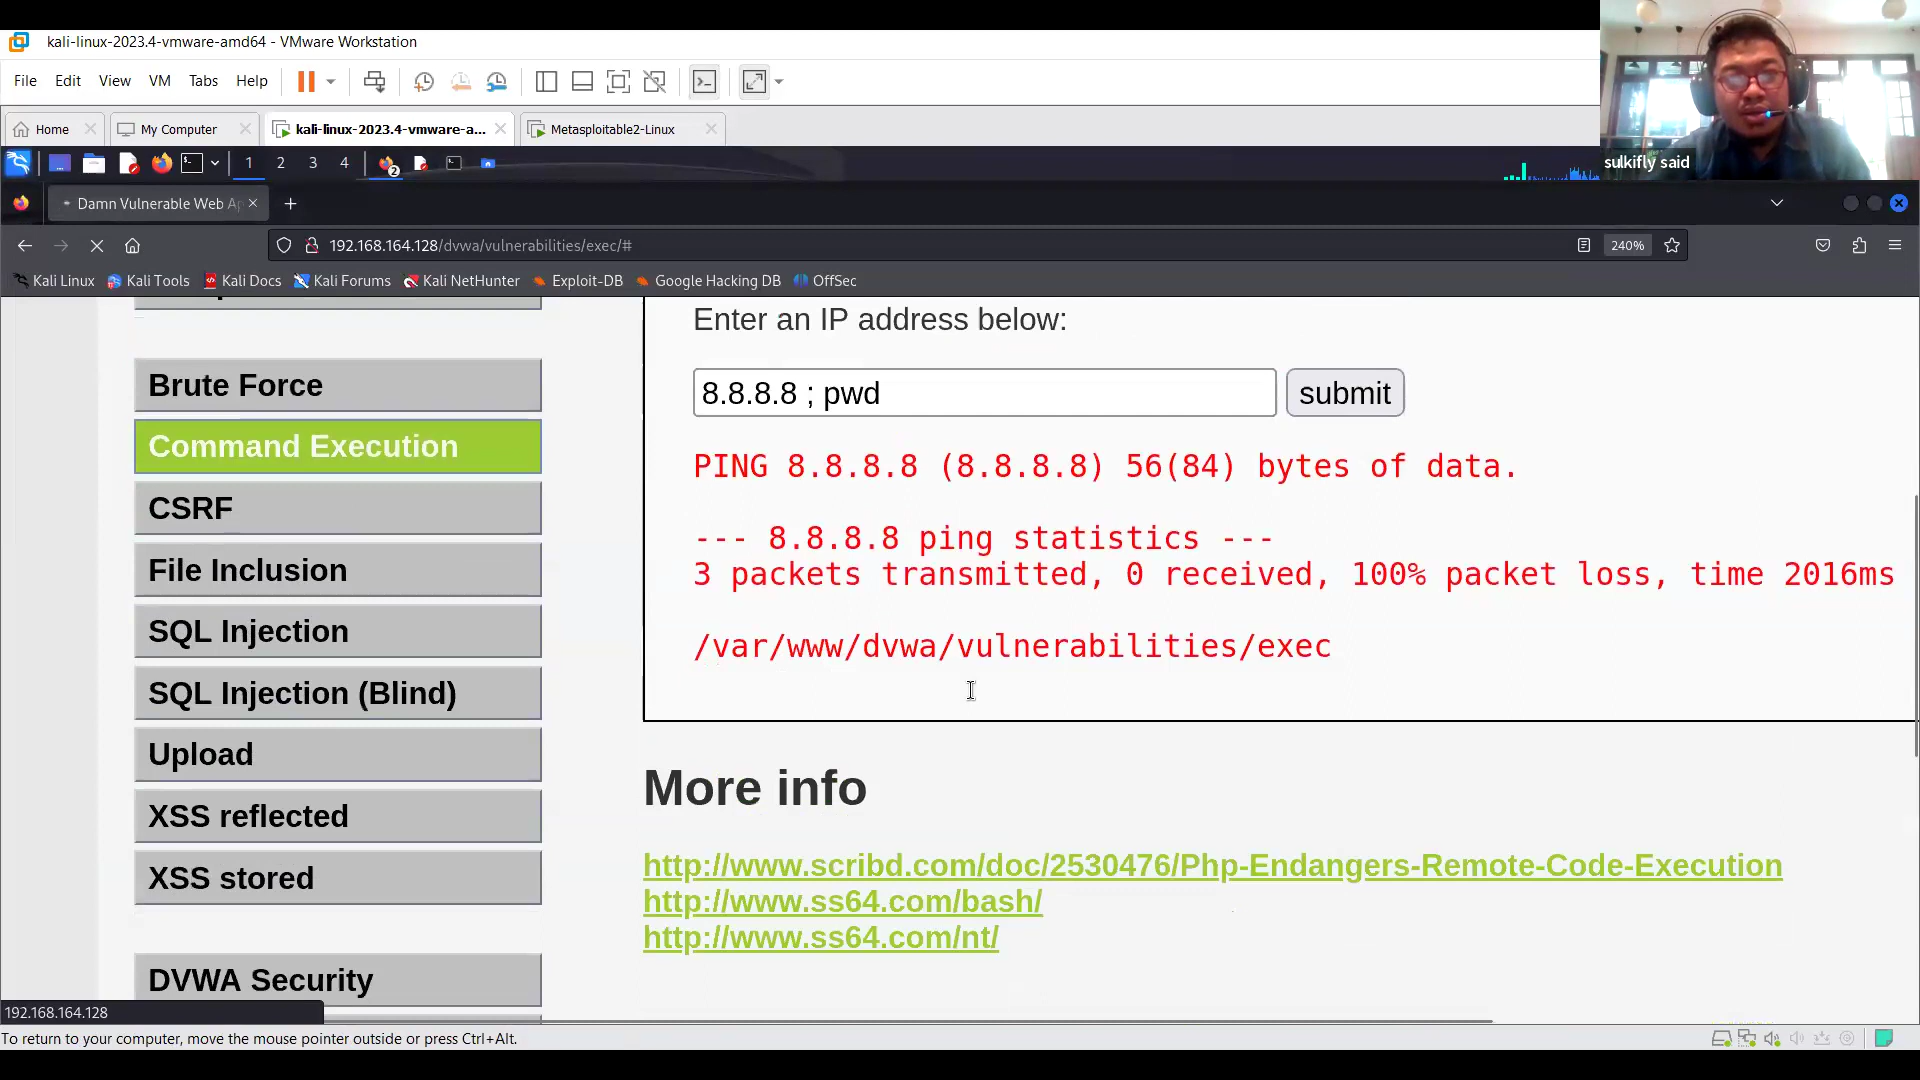 kali-linux-2023.4-vmware-amd64 - VMware Workstation
File Edit View VM Tabs Help
Home
My Computer
kali-linux-2023.4-vmware-a...
Metasploitable2-Linux
sulkifly said
1 2 3 4
2
Damn Vulnerable Web Ap
192.168.164.128/dvwa/vulnerabilities/exec/#
240%
Kali Linux Kali Tools Kali Docs Kali Forums Kali NetHunter Exploit-DB Google Hacking DB OffSec
Brute Force
Command Execution
CSRF
File Inclusion
SQL Injection
SQL Injection (Blind)
Upload
XSS reflected
XSS stored
DVWA Security
Enter an IP address below:
8.8.8.8 ; pwd
submit
PING 8.8.8.8 (8.8.8.8) 56(84) bytes of data.
--- 8.8.8.8 ping statistics ---
3 packets transmitted, 0 received, 100% packet loss, time 2016ms
/var/www/dvwa/vulnerabilities/exec
More info
http://www.scribd.com/doc/2530476/Php-Endangers-Remote-Code-Execution
http://www.ss64.com/bash/
http://www.ss64.com/nt/
192.168.164.128
To return to your computer, move the mouse pointer outside or press Ctrl+Alt.